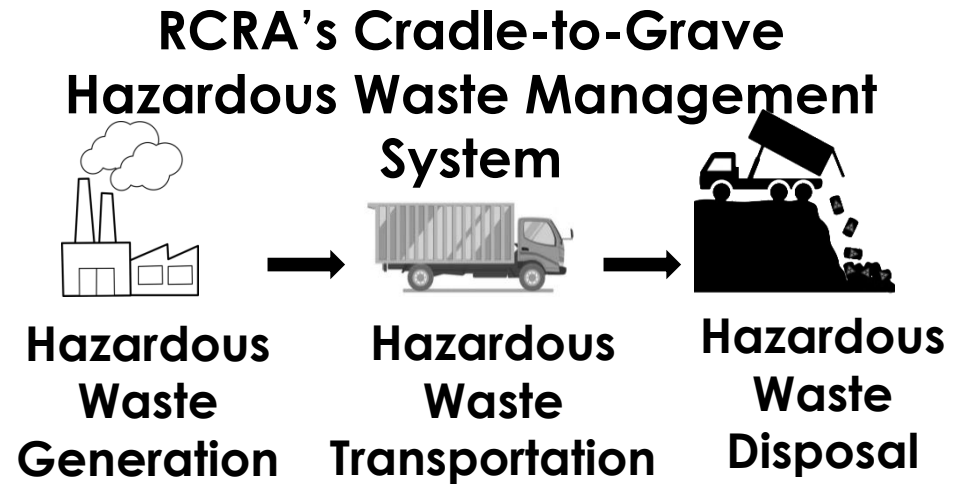 RCRA’s Cradle-to-Grave
Hazardous Waste Management
System
Hazardous
Waste
Generation
Hazardous
Waste
Transportation
Hazardous
Waste
Disposal